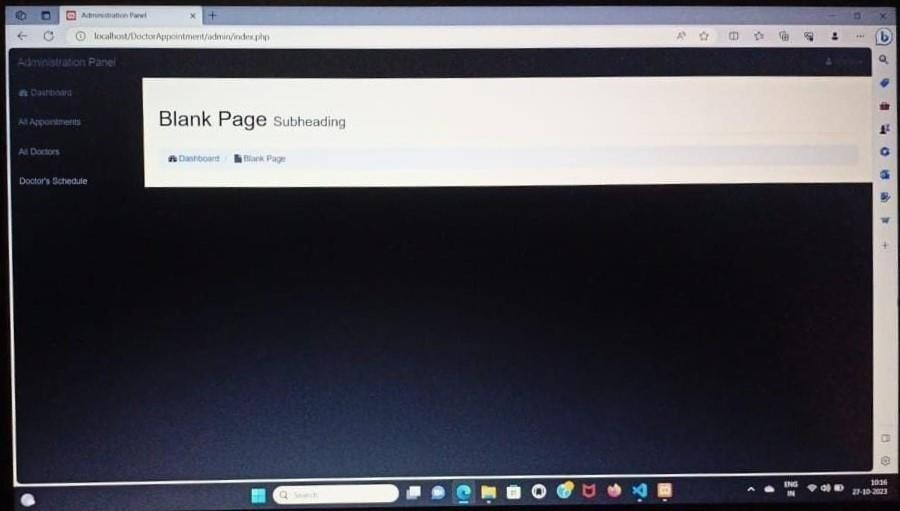 Administration Panel
localhost/DoctorAppointment/admin/index.php
Administration Panel
Dashboard
All Appointments
All Doctors
Doctor's Schedule
Blank Page Subheading
Dashboard / Blank Page
Search
ENG
IN
10:16
27-10-2023